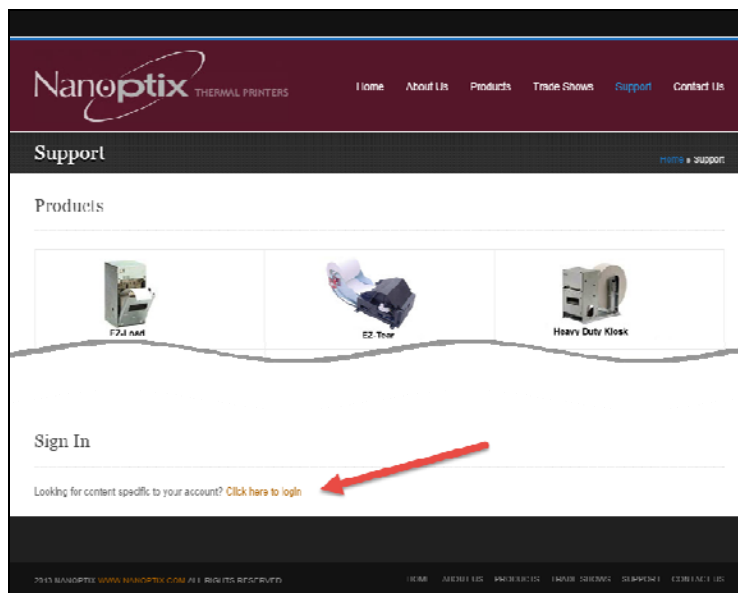 Nanoptix THERMAL PRINTERS
Home About Us Products Trade Shows Support Contact Us
Support
Home » Support
Products
EZ-Load
EZ-Tear
Heavy Duty Kiosk
Sign In
Looking for content specific to your account? Click here to login
2013 NANOPTIX WWW.NANOPTIX.COM ALL RIGHTS RESERVED
HOME ABOUT US PRODUCTS TRADE SHOWS SUPPORT CONTACT US